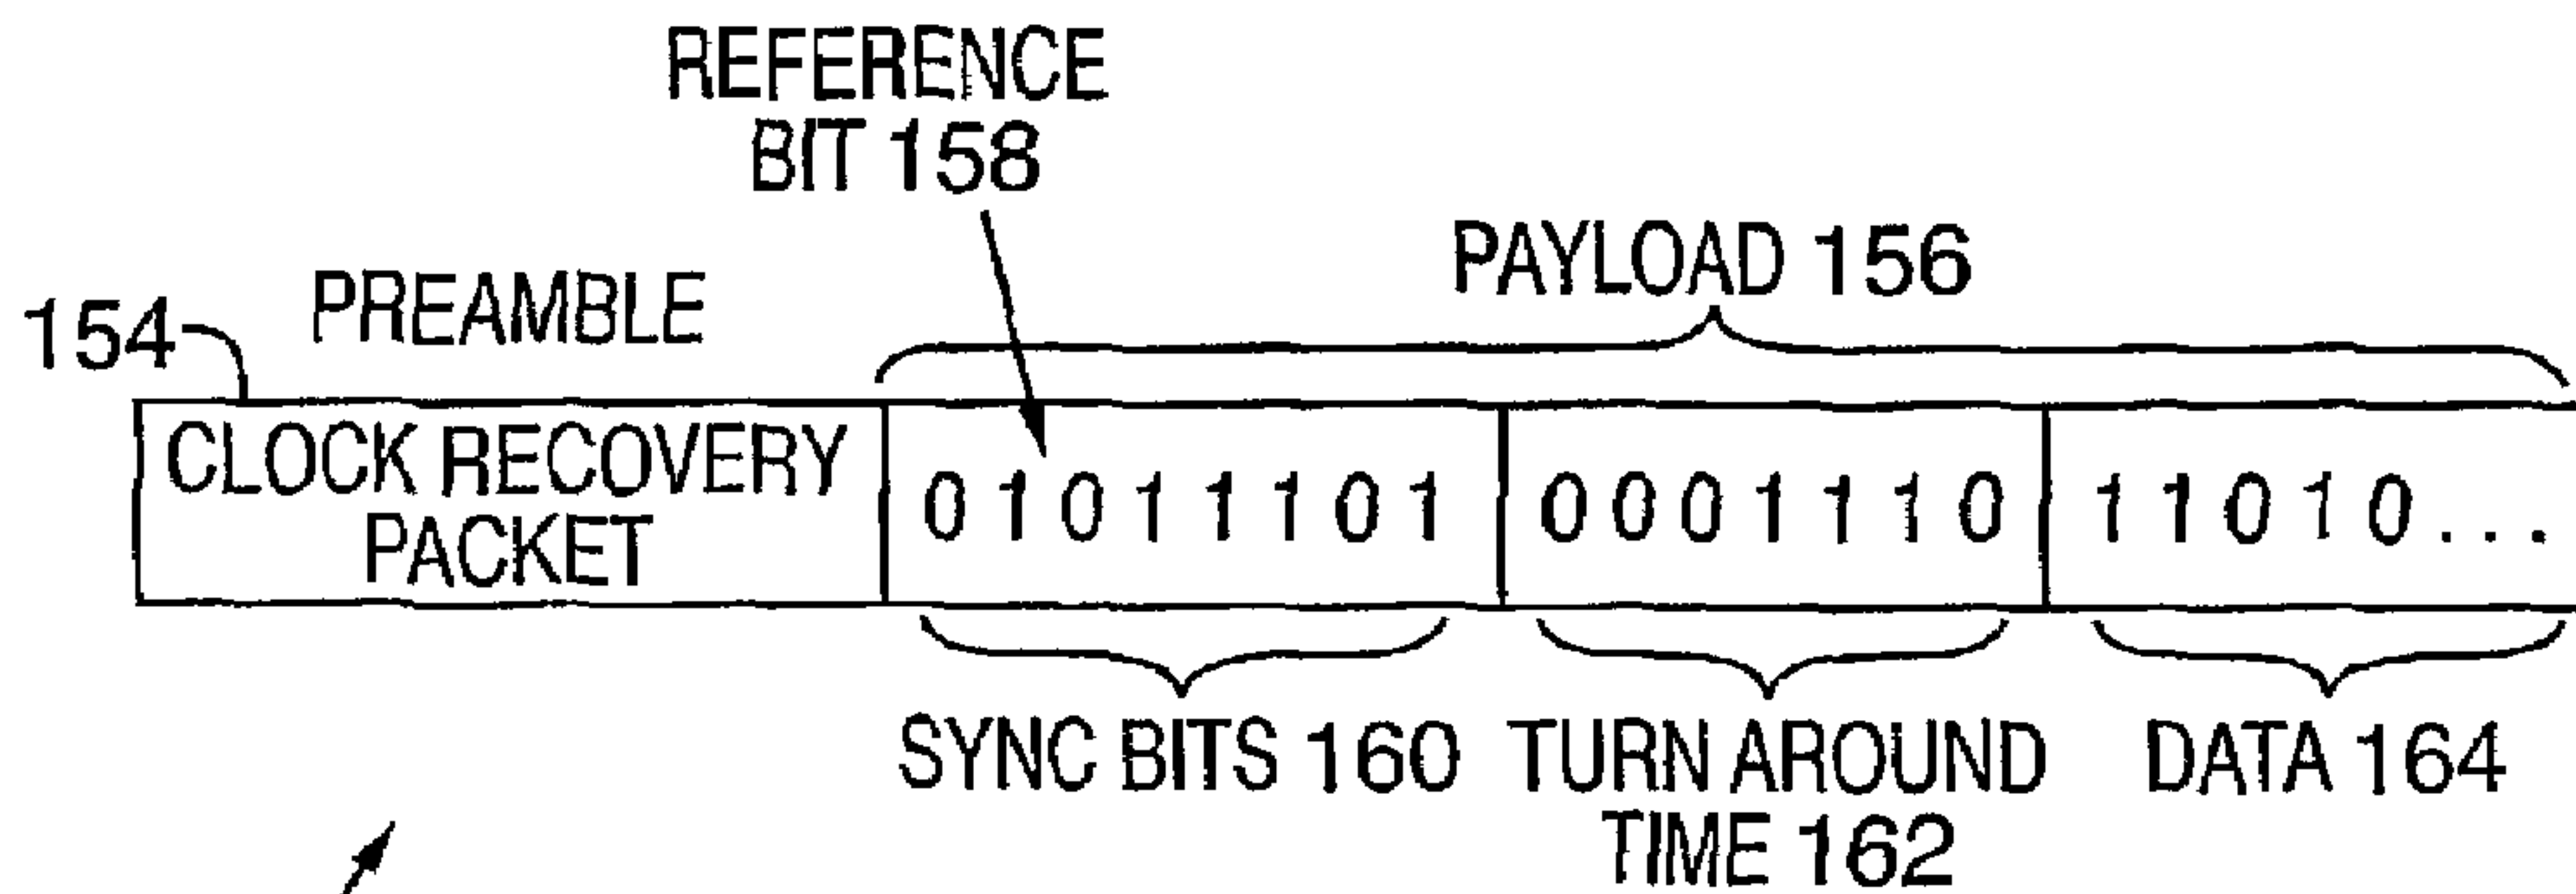 REFERENCE
BIT 158
PAYLOAD 156
154
PREAMBLE
CLOCK RECOVERY
PACKET
0 1 0 1 1 1 1 0 1
0 0 0 1 1 1 0
1 1 0 1 0 . . .
SYNC BITS 160
TURN AROUND
TIME 162
DATA 164